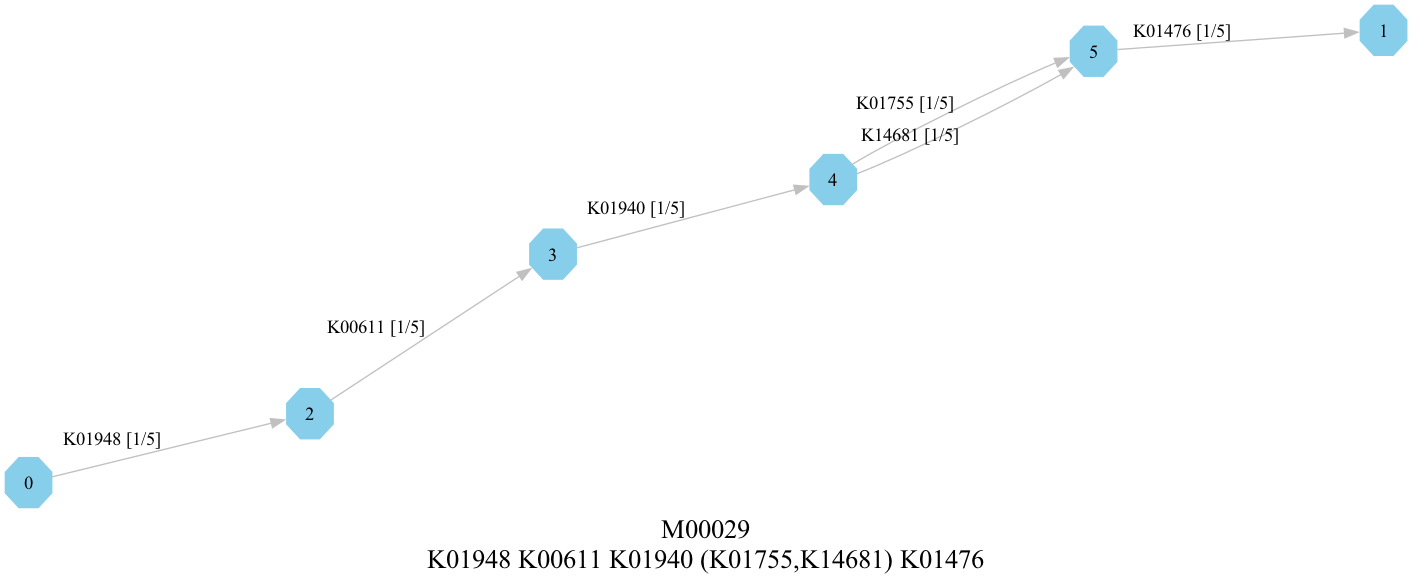 K01476 [1/5]
1
5
K01755 [1/5]
K14681 [1/5]
4
K01940 [1/5]
3
K00611 [1/5]
2
K01948 [1/5]
0
M00029
K01948 K00611 K01940 (K01755,K14681) K01476